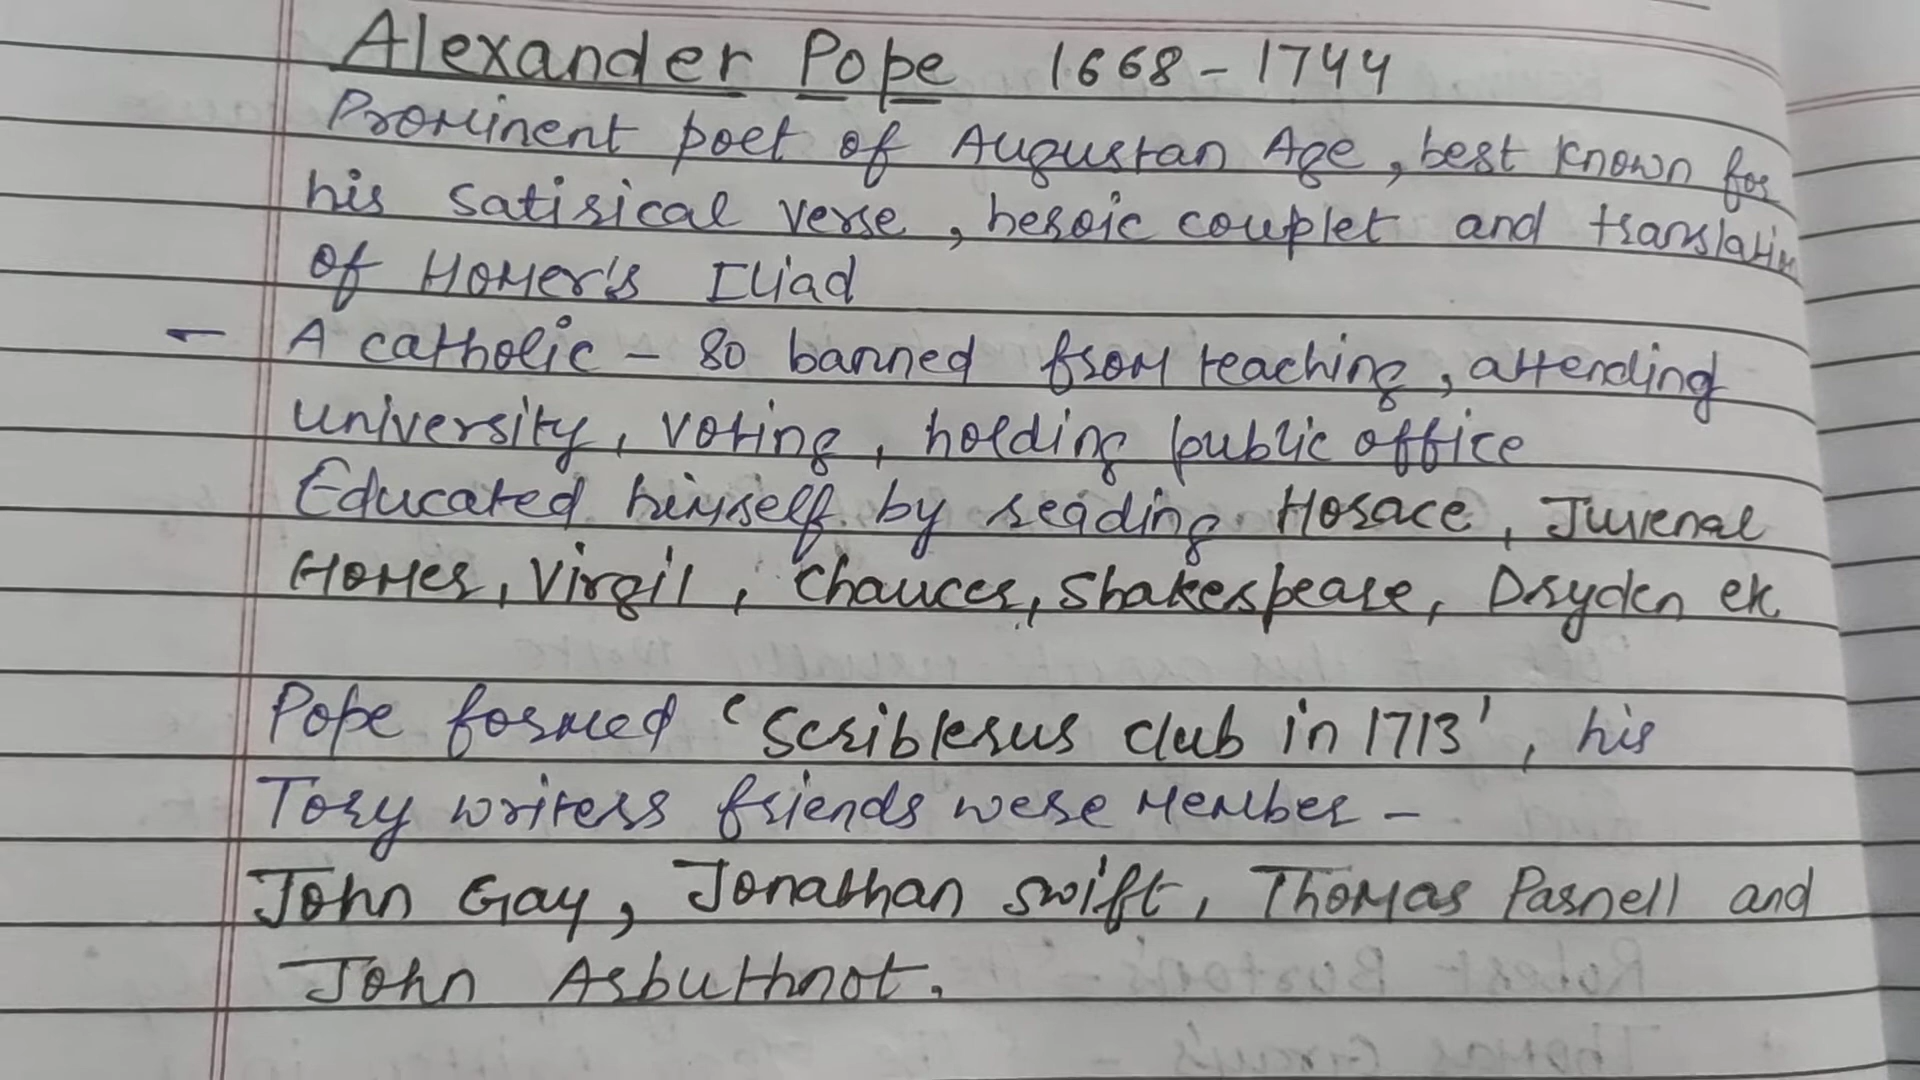 Alexander Pope 1668-1744
Prominent poet of Augustan Age, best known for
his satirical verse, heroic couplet and translation
of Homer's Iliad
- A catholic - so banned from teaching, attending
university, voting, holding public office
Educated himself by reading Horace, Juvenal
Homer, Virgil, Chaucer, Shakespeare, Dryden etc
Pope formed 'Scriblerus club in 1713', his
Tory writers friends were member -
John Gay, Jonathan swift, Thomas Parnell and
John Arbuthnot.